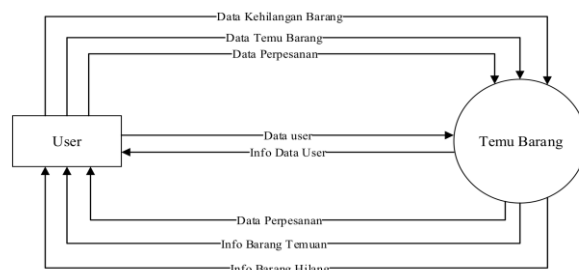 Data Kehilangan Barang
Data Temu Barang
Data Perpesanan
User
Data user
Info Data User
Temu Barang
Data Perpesanan
Info Barang Temuan
Info Barang Hilang